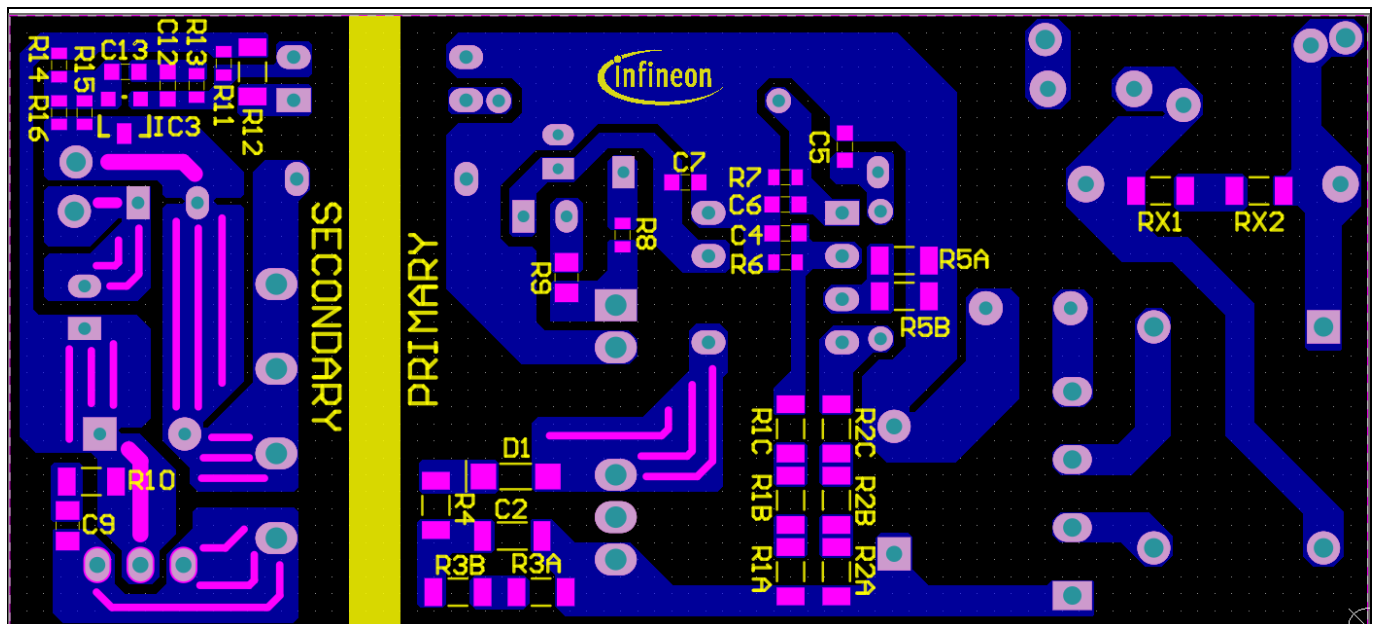 R14
R15
C13
C12
R13
R11
R12
R16
IC3
infineon
C5
C7
R7
C6
C4
R6
R8
R9
R5A
R5B
RX1
RX2
SECONDARY
PRIMARY
R1C
R2C
R1B
R2B
R1A
R2A
D1
R4
C2
R3B
R3A
R10
C9